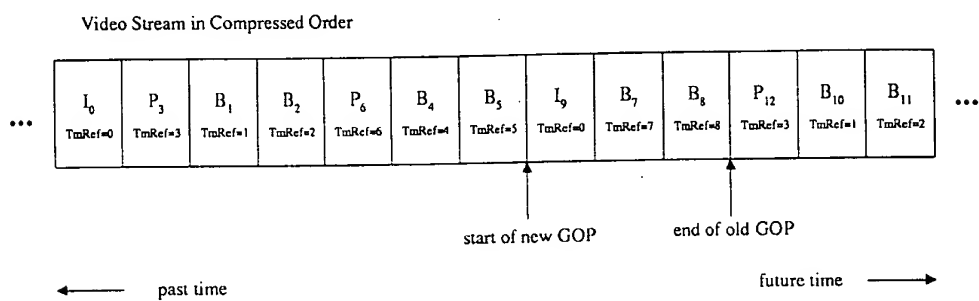 Video Stream in Compressed Order
I0 P3 B1 B2 P6 B4 B5 I9 B7 B8 P12 B10 B11
... TmRef=0 TmRef=3 TmRef=1 TmRef=2 TmRef=6 TmRef=4 TmRef=5 TmRef=0 TmRef=7 TmRef=8 TmRef=3 TmRef=1 TmRef=2 ...
start of new GOP end of old GOP
past time future time